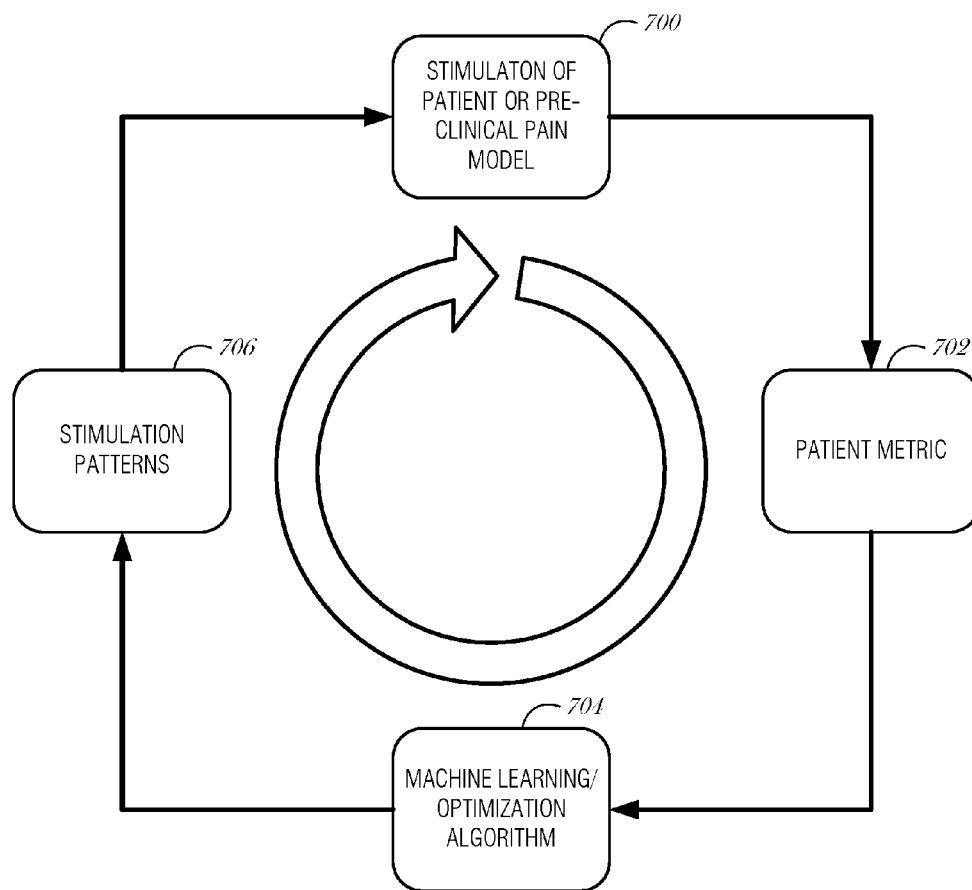 700
STIMULATON OF
PATIENT OR PRE-
CLINICAL PAIN
MODEL
706
702
STIMULATION
PATTERNS
PATIENT METRIC
704
MACHINE LEARNING/
OPTIMIZATION
ALGORITHM